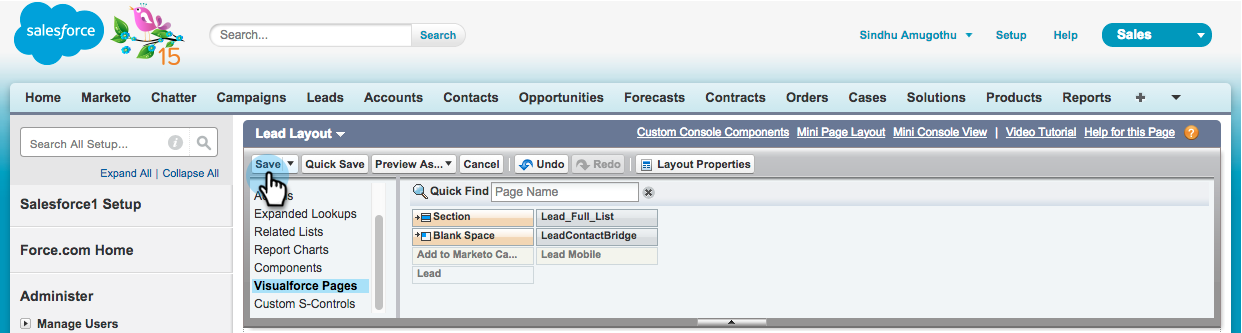 salesforce
15
Search...
Search
Sindhu Amugothu
Setup
Help
Sales
Home Marketo Chatter Campaigns Leads Accounts Contacts Opportunities Forecasts Contracts Orders Cases Solutions Products Reports +
Search All Setup...
Expand All | Collapse All
Salesforce1 Setup
Force.com Home
Administer
Manage Users
Lead Layout
Custom Console Components Mini Page Layout Mini Console View | Video Tutorial Help for this Page ?
Save Quick Save Preview As... Cancel Undo Redo Layout Properties
Expanded Lookups
Related Lists
Report Charts
Components
Visualforce Pages
Custom S-Controls
Quick Find Page Name
Section Lead_Full_List
Blank Space LeadContactBridge
Add to Marketo Ca... Lead Mobile
Lead